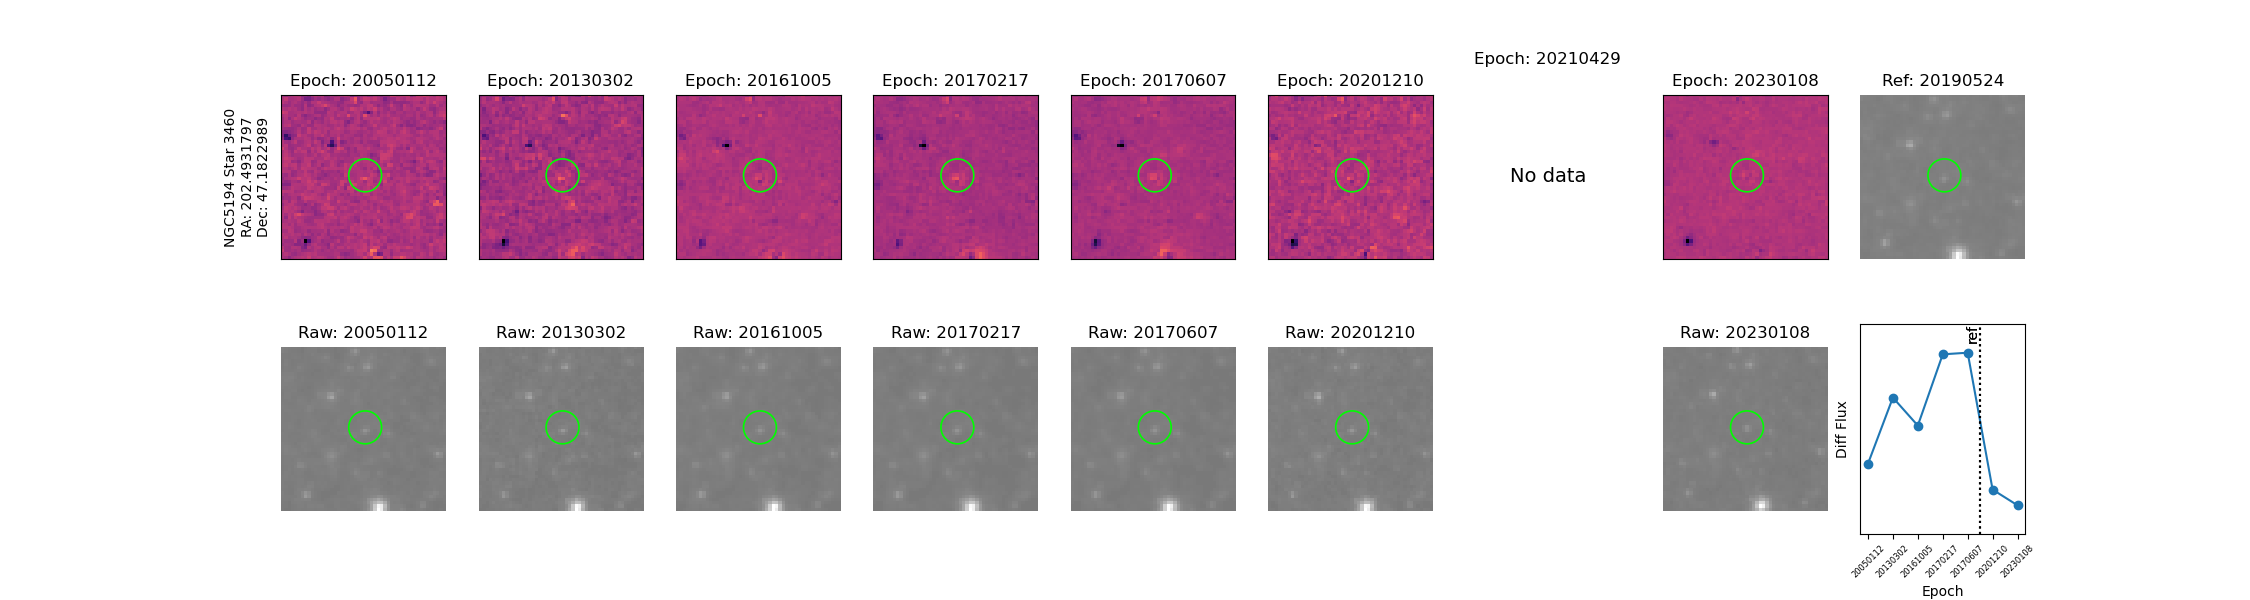 Epoch: 20210429
Epoch: 20050112
Epoch: 20130302
Epoch: 20161005
Epoch: 20170217
Epoch: 20170607
Epoch: 20201210
Epoch: 20230108
Ref: 20190524
NGC5194 Star 3460
RA: 202.4931797
Dec: 47.1822989
No data
Raw: 20050112
Raw: 20130302
Raw: 20161005
Raw: 20170217
Raw: 20170607
Raw: 20201210
Raw: 20230108
ref
Diff Flux
20050112
20130302
20161005
20170217
20170607
20201210
20230108
Epoch